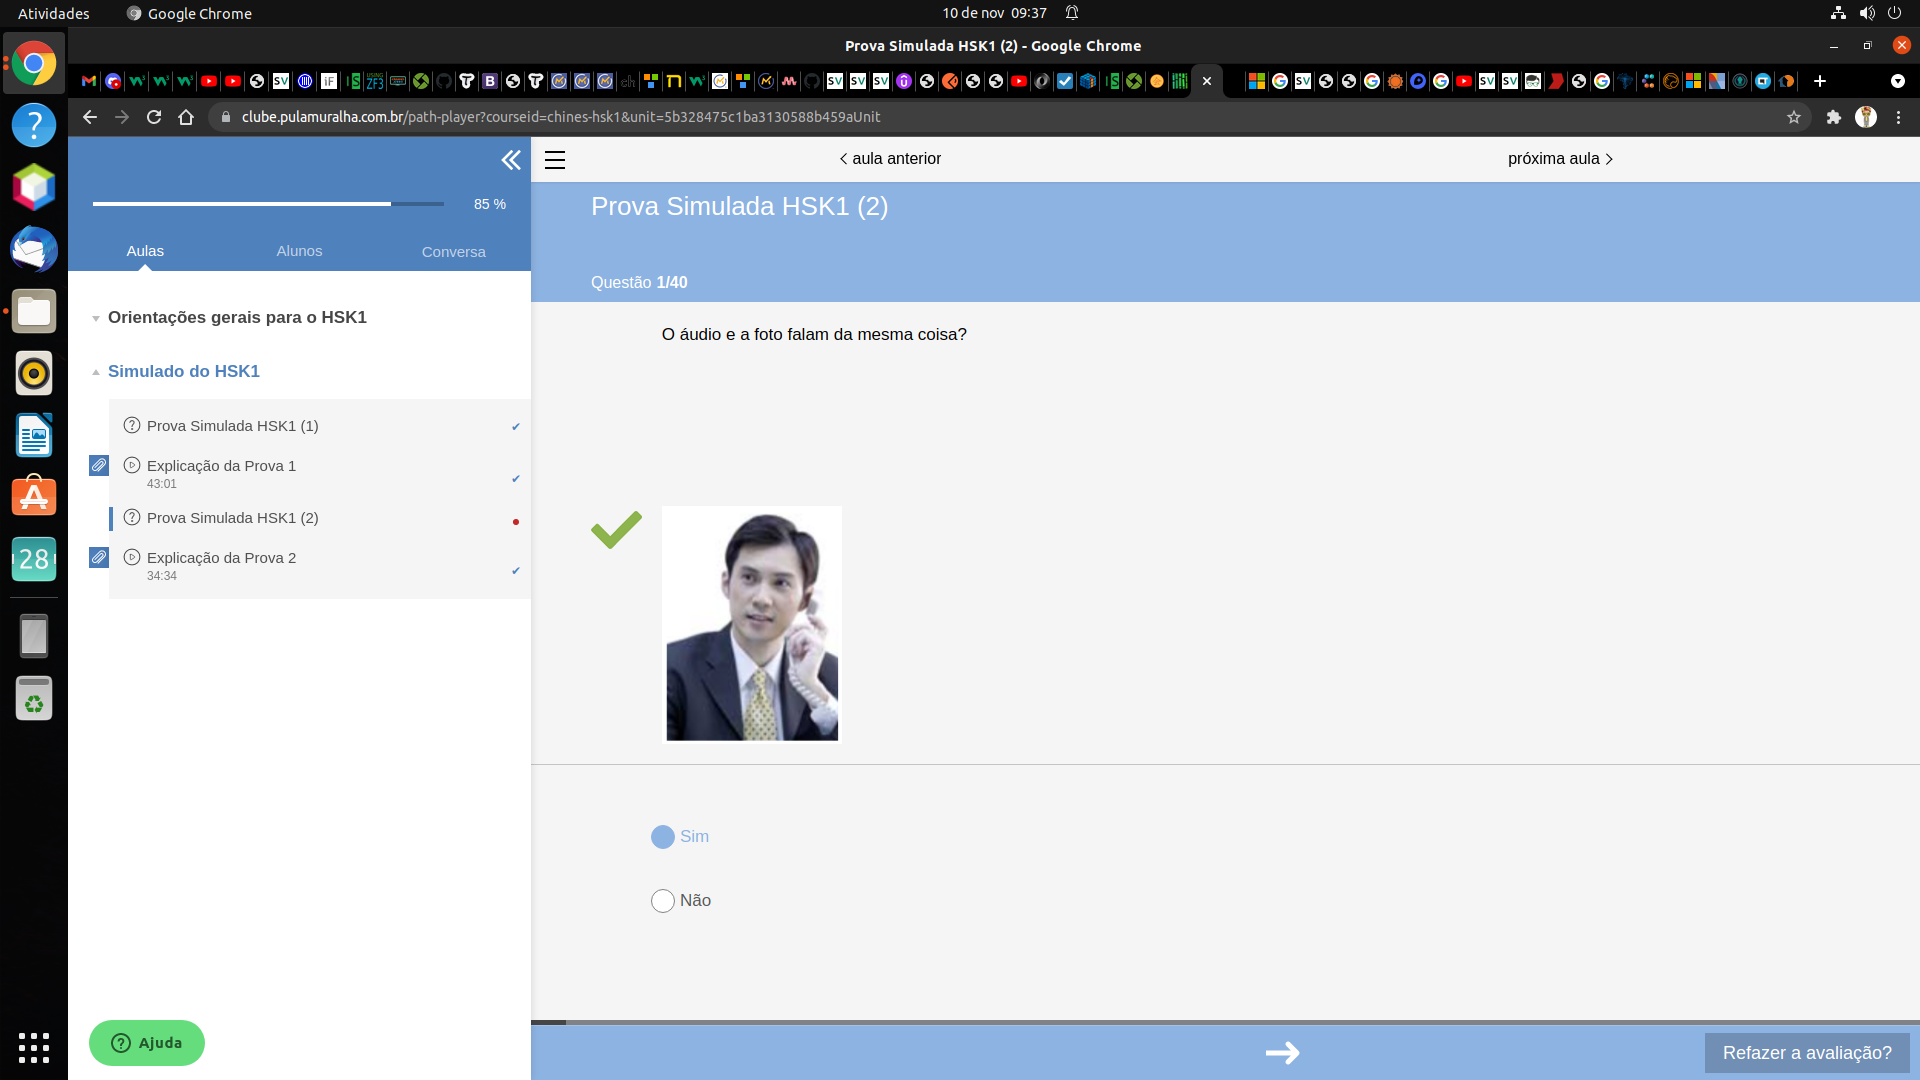 Atividades
Google Chrome
10 de nov 09:37
Prova Simulada HSK1 (2) - Google Chrome
clube.pulamuralha.com.br/path-player?courseid=chines-hsk1&unit=5b328475c1ba3130588b459aUnit
85 %
Aulas
Alunos
Conversa
Orientações gerais para o HSK1
Simulado do HSK1
Prova Simulada HSK1 (1)
Explicação da Prova 1
43:01
Prova Simulada HSK1 (2)
Explicação da Prova 2
34:34
Ajuda
28
aula anterior
próxima aula
Prova Simulada HSK1 (2)
Questão 1/40
O áudio e a foto falam da mesma coisa?
Sim
Não
Refazer a avaliação?